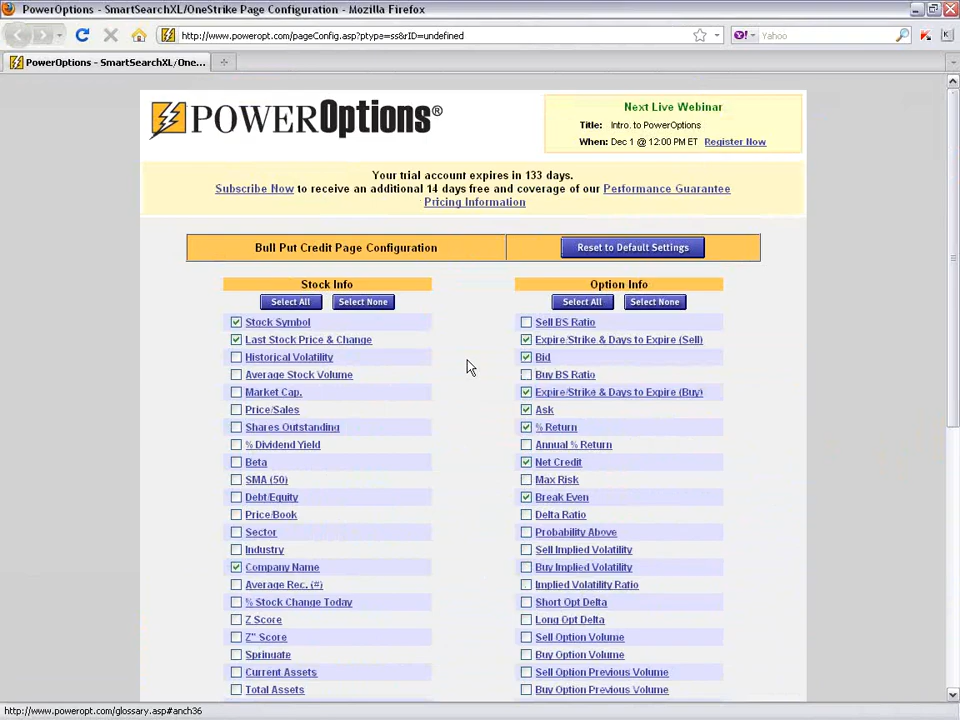 PowerOptions - SmartSearchXL/OneStrike Page Configuration - Mozilla Firefox
http://www.poweropt.com/pageConfig.asp?ptype=ss&rID=undefined
Yahoo
PowerOptions - SmartSearchXL/One...
POWEROptions®
Next Live Webinar
Title: Intro. to PowerOptions
When: Dec 1 @ 12:00 PM ET Register Now
Your trial account expires in 133 days.
Subscribe Now to receive an additional 14 days free and coverage of our Performance Guarantee
Pricing Information
Bull Put Credit Page Configuration
Reset to Default Settings
Stock Info
Select All Select None
Stock Symbol
Last Stock Price & Change
Historical Volatility
Average Stock Volume
Market Cap.
Price/Sales
Shares Outstanding
% Dividend Yield
Beta
SMA (50)
Debt/Equity
Price/Book
Sector
Industry
Company Name
Average Rec. (#)
% Stock Change Today
Z Score
Z" Score
Springate
Current Assets
Total Assets
Option Info
Select All Select None
Sell BS Ratio
Expire/Strike & Days to Expire (Sell)
Bid
Buy BS Ratio
Expire/Strike & Days to Expire (Buy)
Ask
% Return
Annual % Return
Net Credit
Max Risk
Break Even
Delta Ratio
Probability Above
Sell Implied Volatility
Buy Implied Volatility
Implied Volatility Ratio
Short Opt Delta
Long Opt Delta
Sell Option Volume
Buy Option Volume
Sell Option Previous Volume
Buy Option Previous Volume
http://www.poweropt.com/glossary.asp#anch36